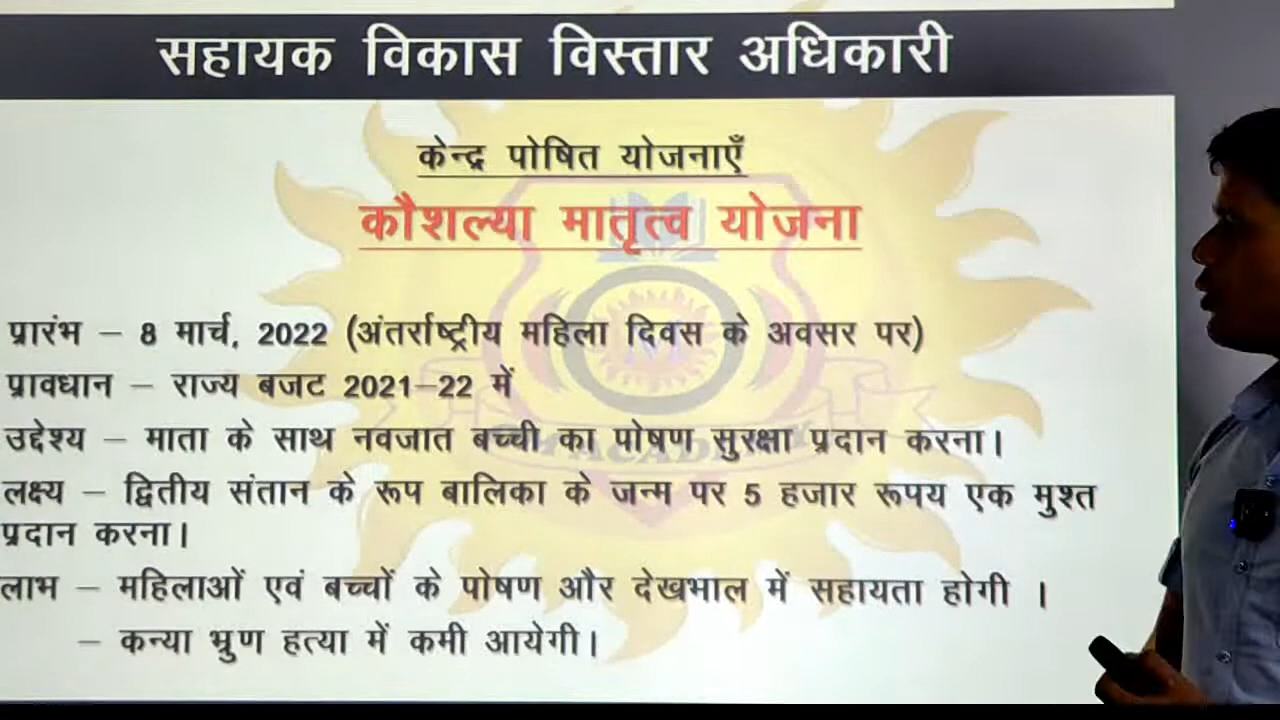 सहायक विकास विस्तार अधिकारी
केन्द्र पोषित योजनाएँ
कौशल्या मातृत्व योजना
प्रारंभ – 8 मार्च, 2022 (अंतर्राष्ट्रीय महिला दिवस के अवसर पर)
प्रावधान – राज्य बजट 2021–22 में
उद्देश्य – माता के साथ नवजात बच्ची का पोषण सुरक्षा प्रदान करना।
लक्ष्य – द्वितीय संतान के रूप बालिका के जन्म पर 5 हजार रूपय एक मुश्त
प्रदान करना।
लाभ – महिलाओं एवं बच्चों के पोषण और देखभाल में सहायता होगी ।
– कन्या भ्रुण हत्या में कमी आयेगी।